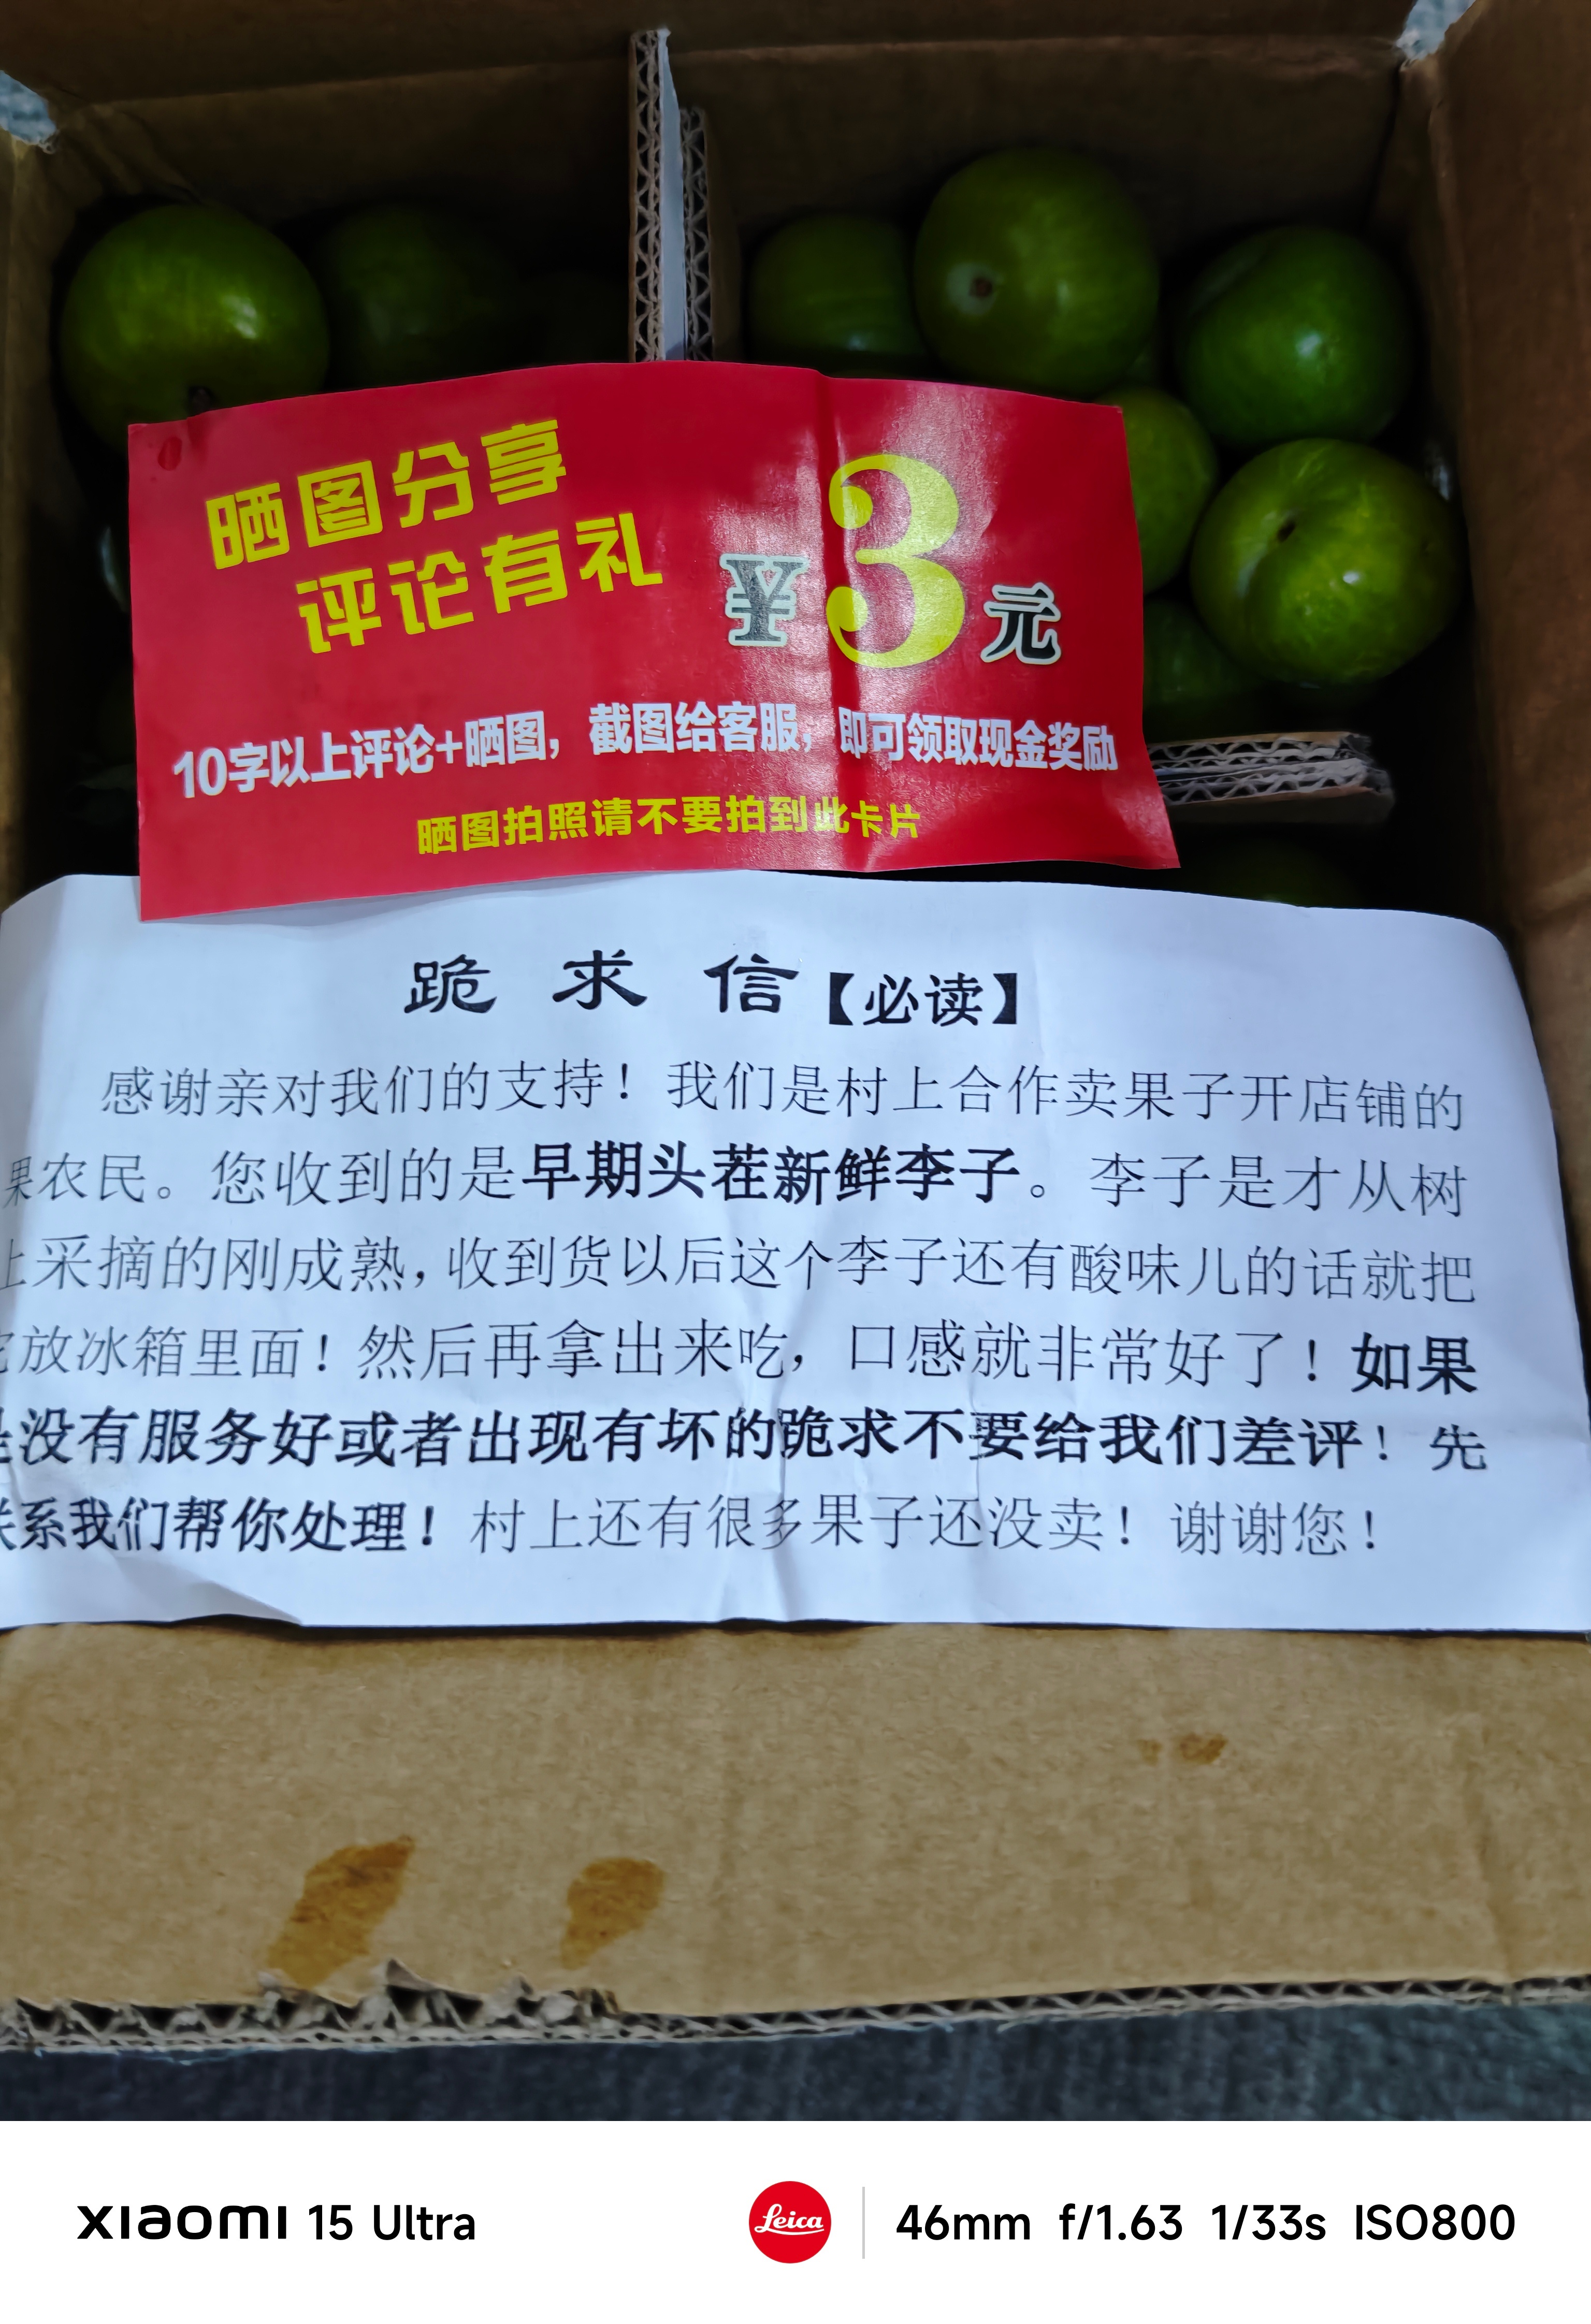 晒图分享
评论有礼
¥3元
10字以上评论+晒图，截图给客服，即可领取现金奖励
晒图拍照请不要拍到此卡片
跪求信【必读】
感谢亲对我们的支持！我们是村上合作卖果子开店铺的
果农民。您收到的是早期头茬新鲜李子。李子是才从树
上采摘的刚成熟，收到货以后这个李子还有酸味儿的话就把
它放冰箱里面！然后再拿出来吃，口感就非常好了！如果
是没有服务好或者出现有坏的跪求不要给我们差评！先
联系我们帮你处理！村上还有很多果子还没卖！谢谢您！
xiaomi 15 Ultra
Leica
46mm f/1.63 1/33s ISO800